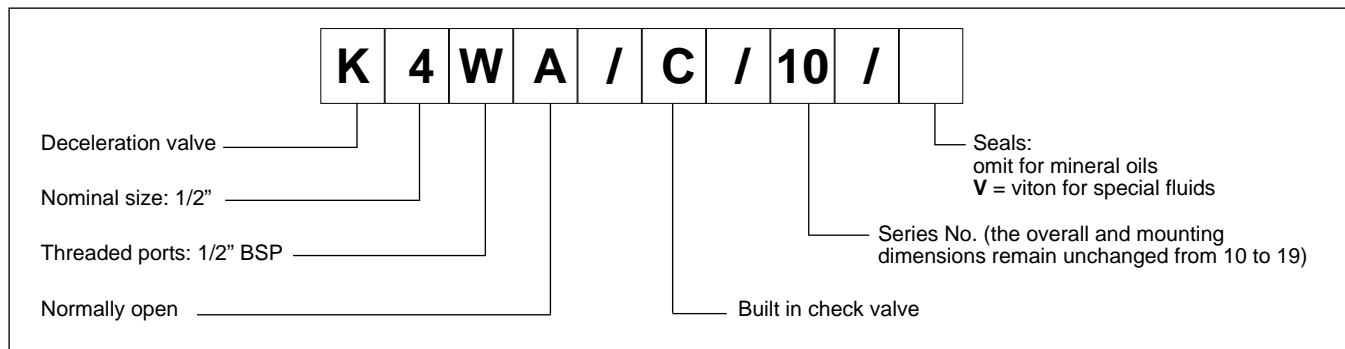 K 4 W A / C / 10 /
Deceleration valve
Nominal size: 1/2”
Threaded ports: 1/2” BSP
Normally open
Seals:
omit for mineral oils
V = viton for special fluids
Series No. (the overall and mounting
dimensions remain unchanged from 10 to 19)
Built in check valve